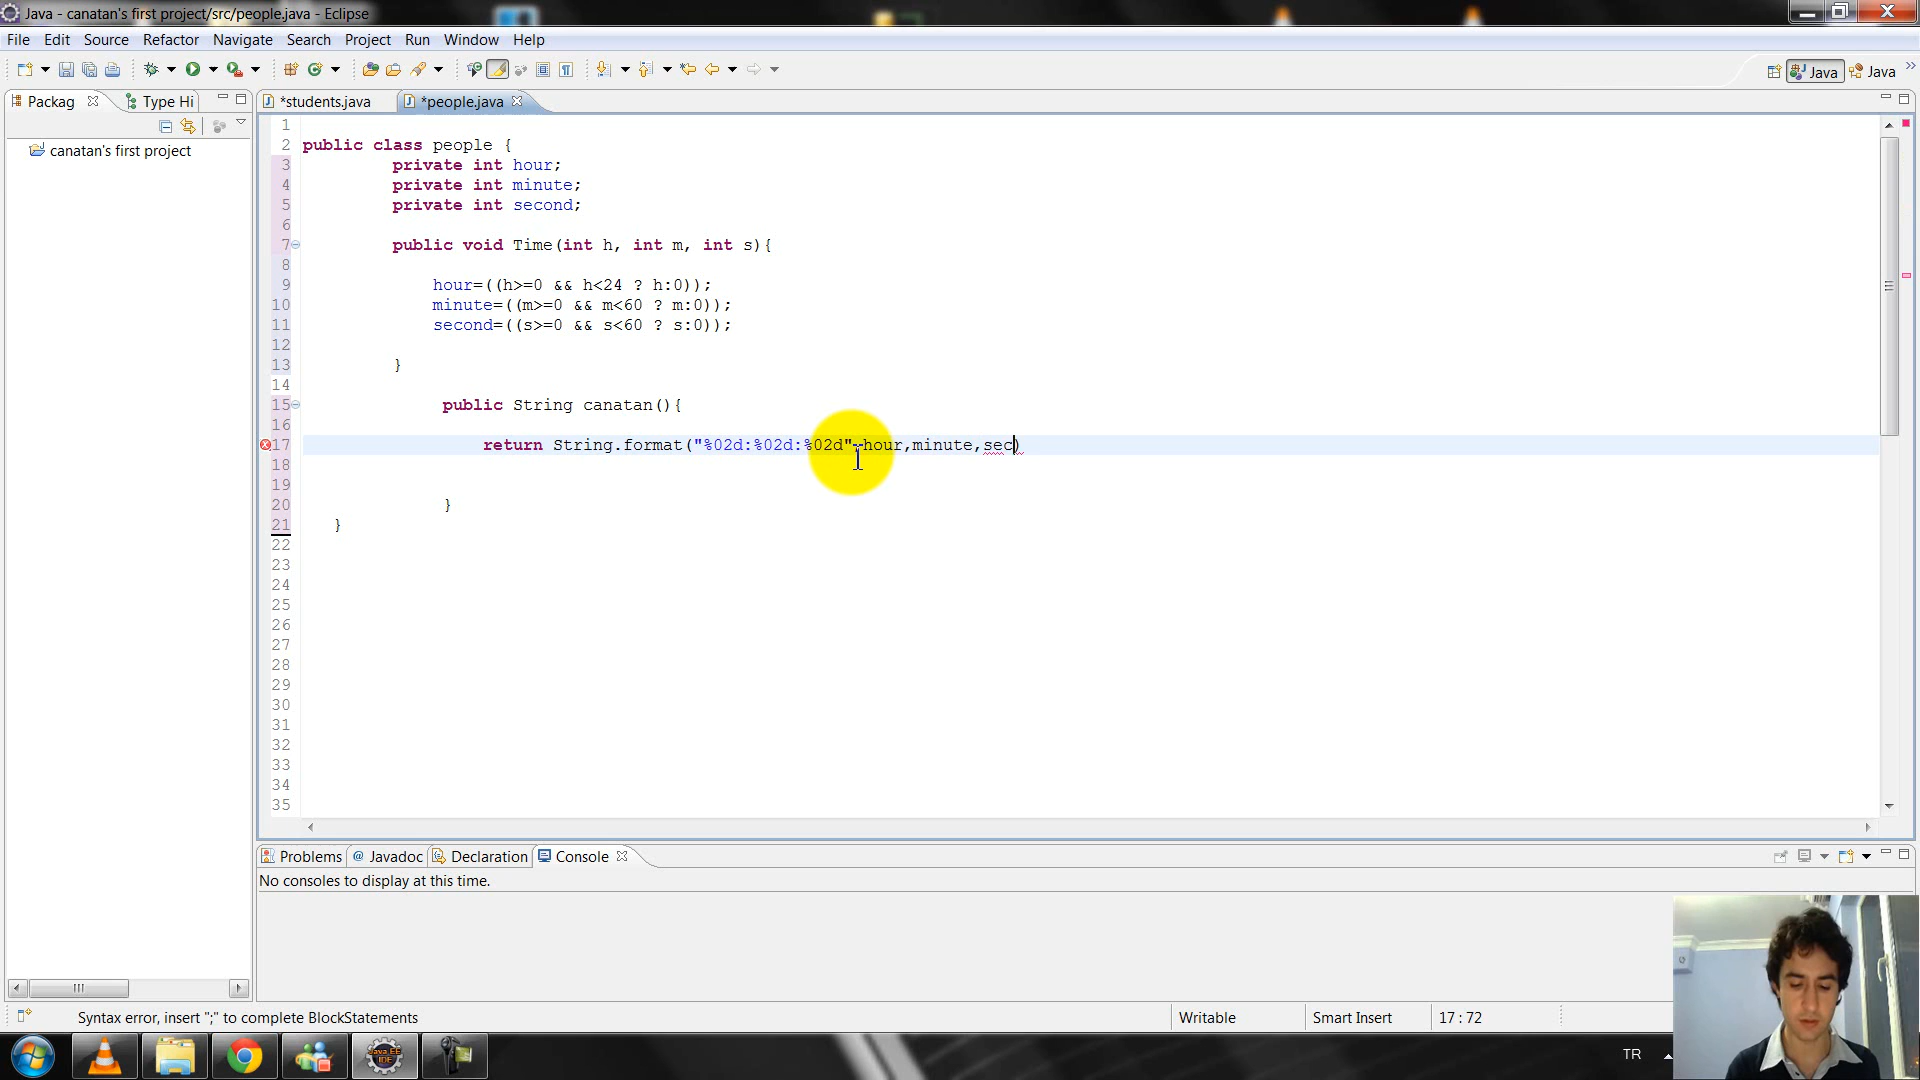 Java - canatan's first project/src/people.java - Eclipse
File Edit Source Refactor Navigate Search Project Run Window Help
Java Java
Packag Type Hi *students.java *people.java
canatan's first project
1
2 public class people {
3 private int hour;
4 private int minute;
5 private int second;
6
7 public void Time(int h, int m, int s){
8
9 hour=((h>=0 && h<24 ? h:0));
10 minute=((m>=0 && m<60 ? m:0));
11 second=((s>=0 && s<60 ? s:0));
12
13 }
14
15 public String canatan(){
16
17 return String.format("%02d:%02d:%02d",hour,minute,sec)
18
19
20 }
21 }
22
23
24
25
26
27
28
29
30
31
32
33
34
35
Problems @ Javadoc Declaration Console
No consoles to display at this time.
Syntax error, insert ";" to complete BlockStatements Writable Smart Insert 17 : 72
Java EE IDE TR